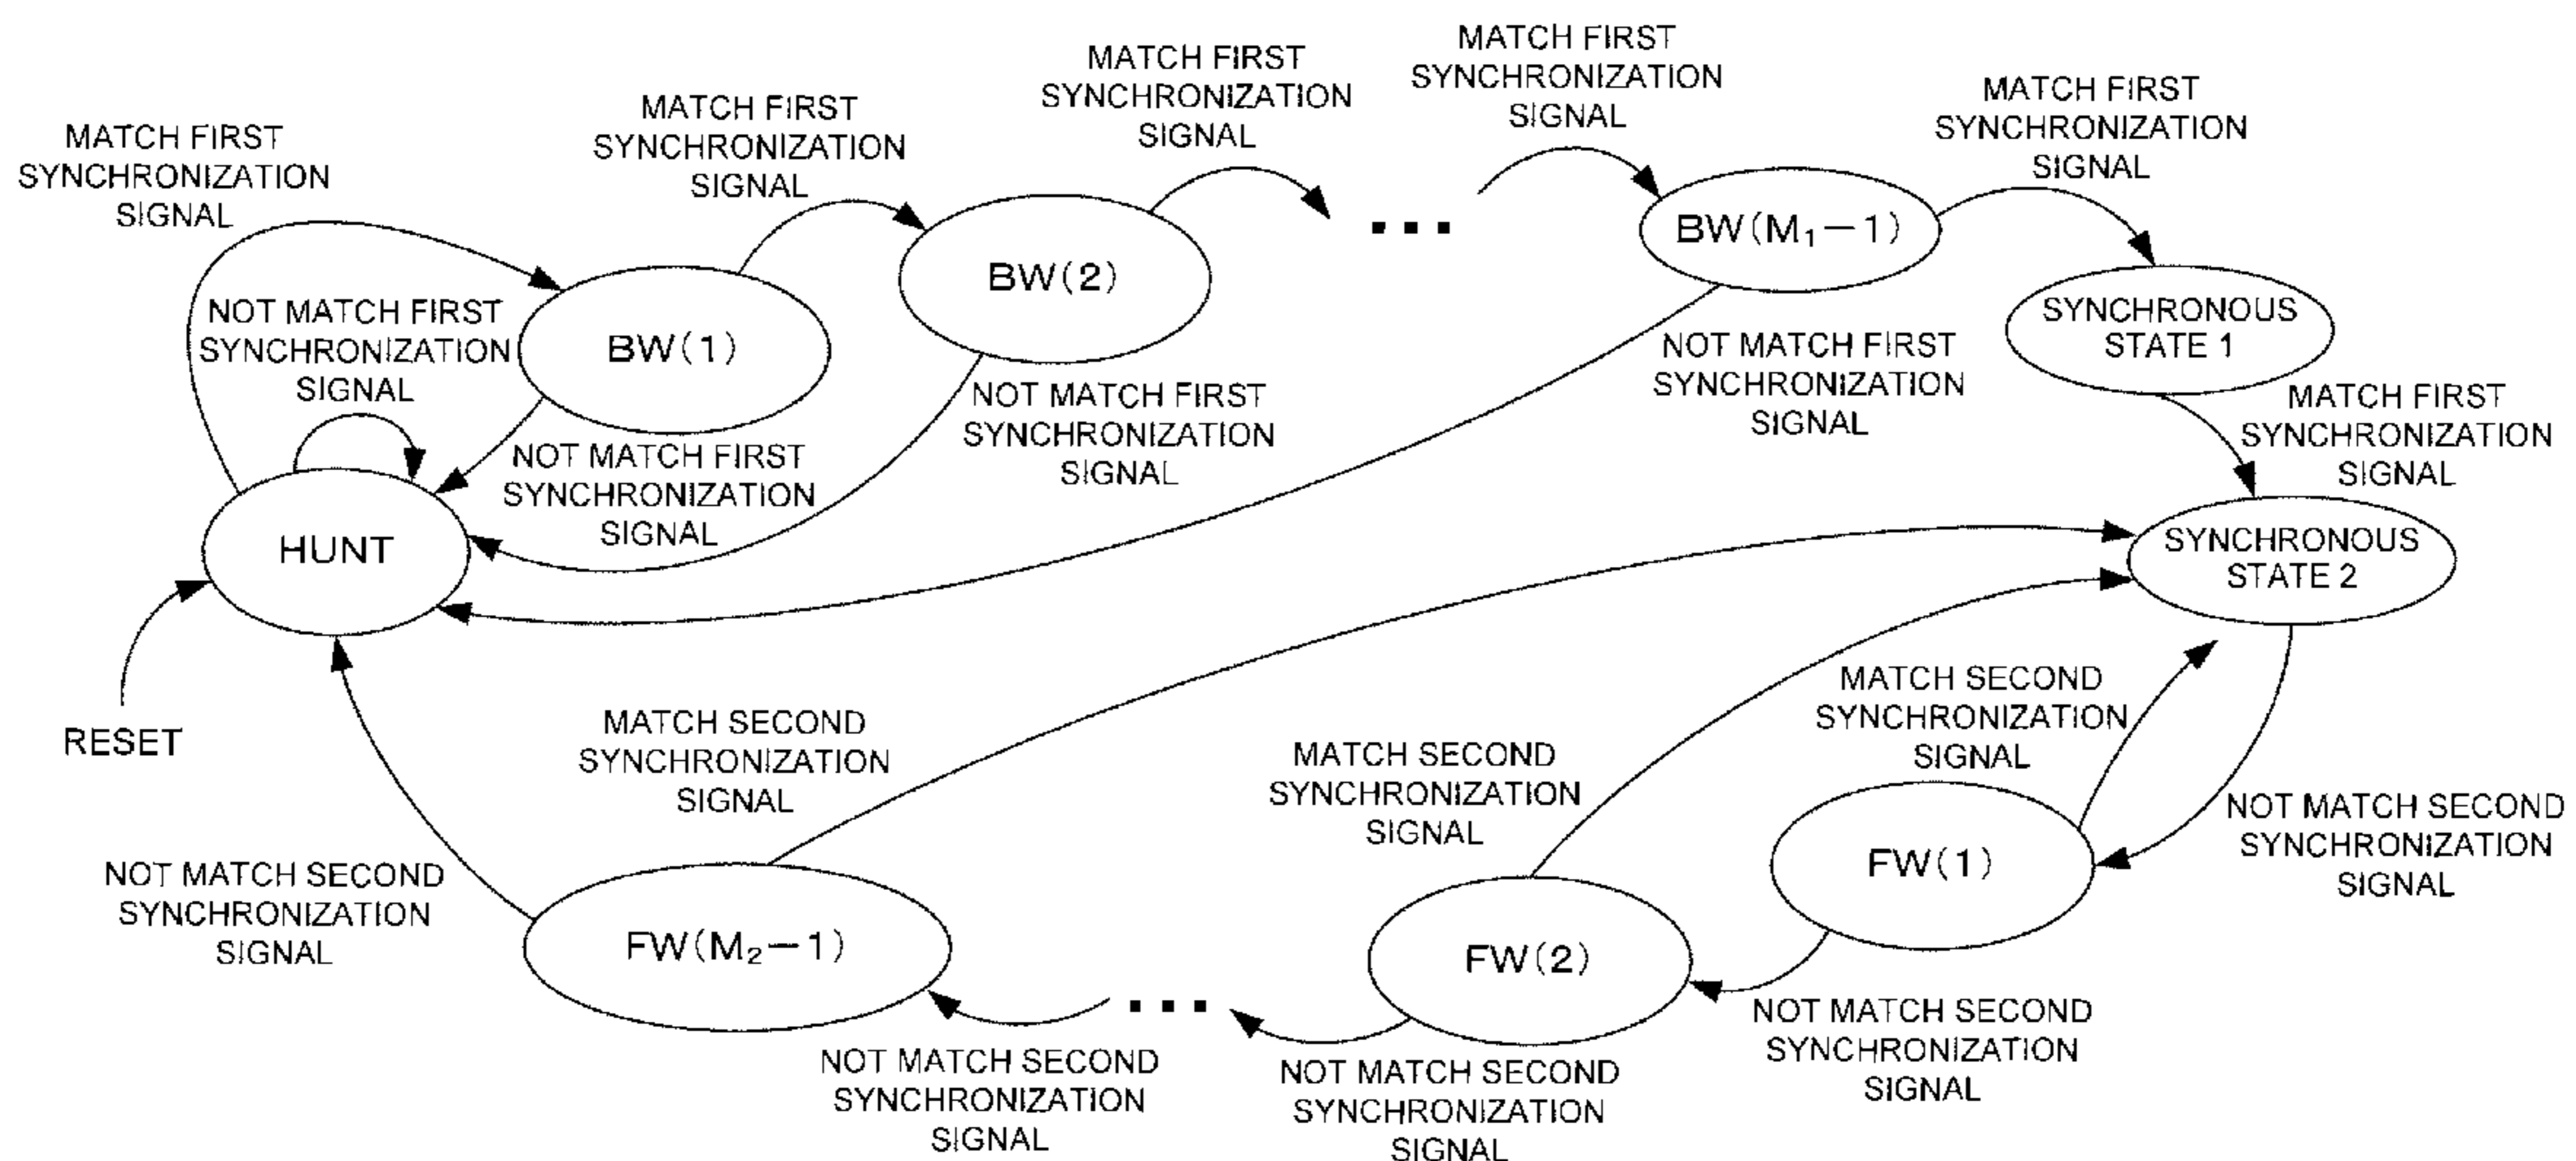 MATCH FIRST
SYNCHRONIZATION
SIGNAL
MATCH FIRST
SYNCHRONIZATION
SIGNAL
MATCH FIRST
SYNCHRONIZATION
SIGNAL
MATCH FIRST
SYNCHRONIZATION
SIGNAL
MATCH FIRST
SYNCHRONIZATION
SIGNAL
BW(1)
BW(2)
...
BW(M₁−1)
SYNCHRONOUS
STATE 1
NOT MATCH FIRST
SYNCHRONIZATION
SIGNAL
NOT MATCH FIRST
SYNCHRONIZATION
SIGNAL
NOT MATCH FIRST
SYNCHRONIZATION
SIGNAL
NOT MATCH FIRST
SYNCHRONIZATION
SIGNAL
MATCH FIRST
SYNCHRONIZATION
SIGNAL
HUNT
SYNCHRONOUS
STATE 2
RESET
MATCH SECOND
SYNCHRONIZATION
SIGNAL
MATCH SECOND
SYNCHRONIZATION
SIGNAL
MATCH SECOND
SYNCHRONIZATION
SIGNAL
NOT MATCH SECOND
SYNCHRONIZATION
SIGNAL
NOT MATCH SECOND
SYNCHRONIZATION
SIGNAL
FW(M₂−1)
...
FW(2)
FW(1)
NOT MATCH SECOND
SYNCHRONIZATION
SIGNAL
NOT MATCH SECOND
SYNCHRONIZATION
SIGNAL
NOT MATCH SECOND
SYNCHRONIZATION
SIGNAL